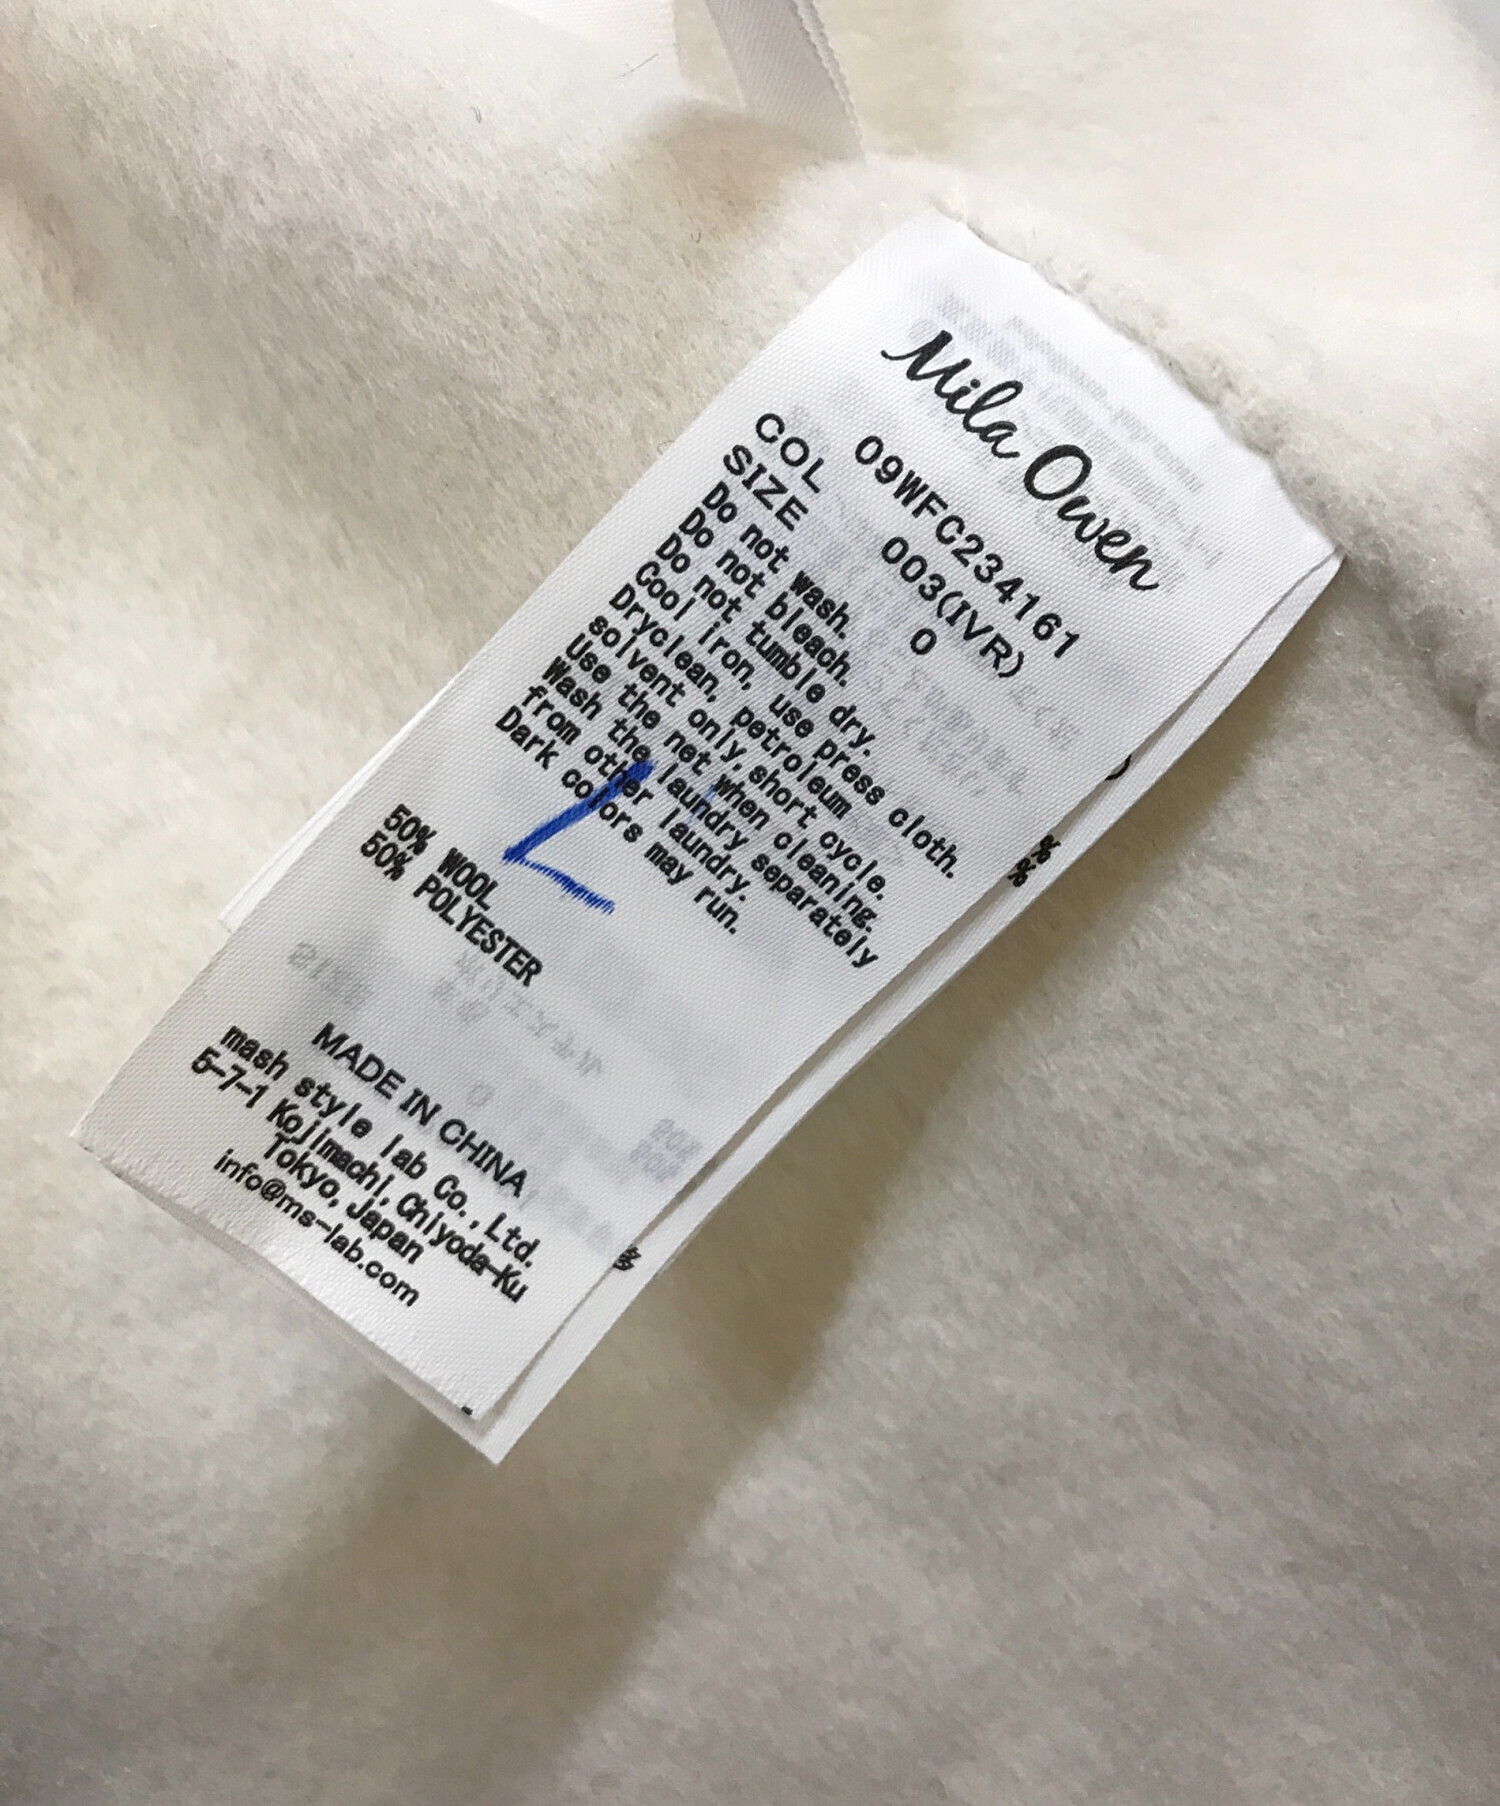 Mila Owen
09WFC234161
COL 003(IVR)
SIZE 0
Do not wash.
Do not bleach.
Do not tumble dry.
Cool iron, use press cloth.
Dryclean, petroleum
solvent only,short cycle.
Use the net when cleaning.
Wash the laundry separately
from other laundry.
Dark colors may run.
L
50% WOOL
50% POLYESTER
MADE IN CHINA
mash style lab Co.,Ltd.
5-7-1 Kojimachi,Chiyoda-Ku
Tokyo,Japan
info@ms-lab.com
)
%
%